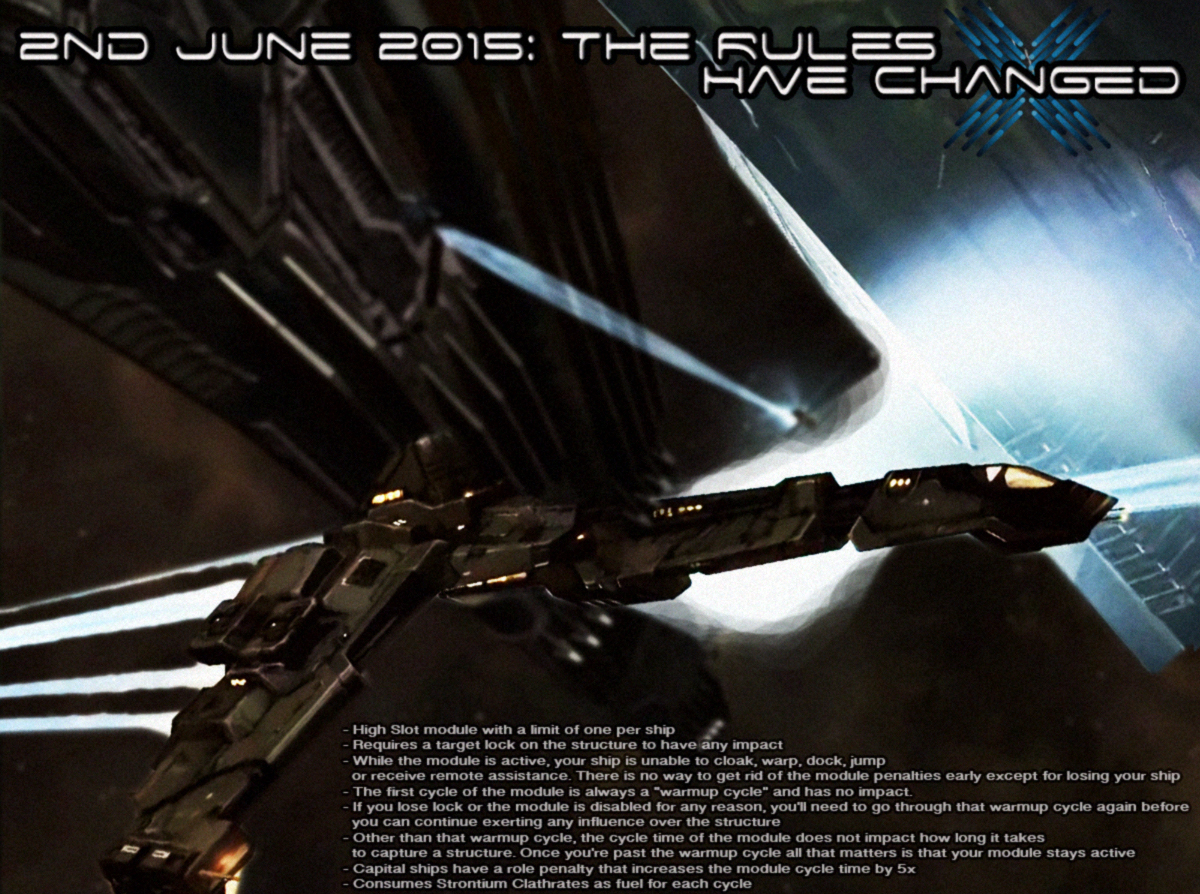 2ND JUNE 2015: THE RULES
HAVE CHANGED
- High Slot module with a limit of one per ship
- Requires a target lock on the structure to have any impact
- While the module is active, your ship is unable to cloak, warp, dock, jump
or receive remote assistance. There is no way to get rid of the module penalties early except for losing your ship
- The first cycle of the module is always a "warmup cycle" and has no impact.
- If you lose lock or the module is disabled for any reason, you'll need to go through that warmup cycle again before
you can continue exerting any influence over the structure
- Other than that warmup cycle, the cycle time of the module does not impact how long it takes
to capture a structure. Once you're past the warmup cycle all that matters is that your module stays active
- Capital ships have a role penalty that increases the module cycle time by 5x
- Consumes Strontium Clathrates as fuel for each cycle